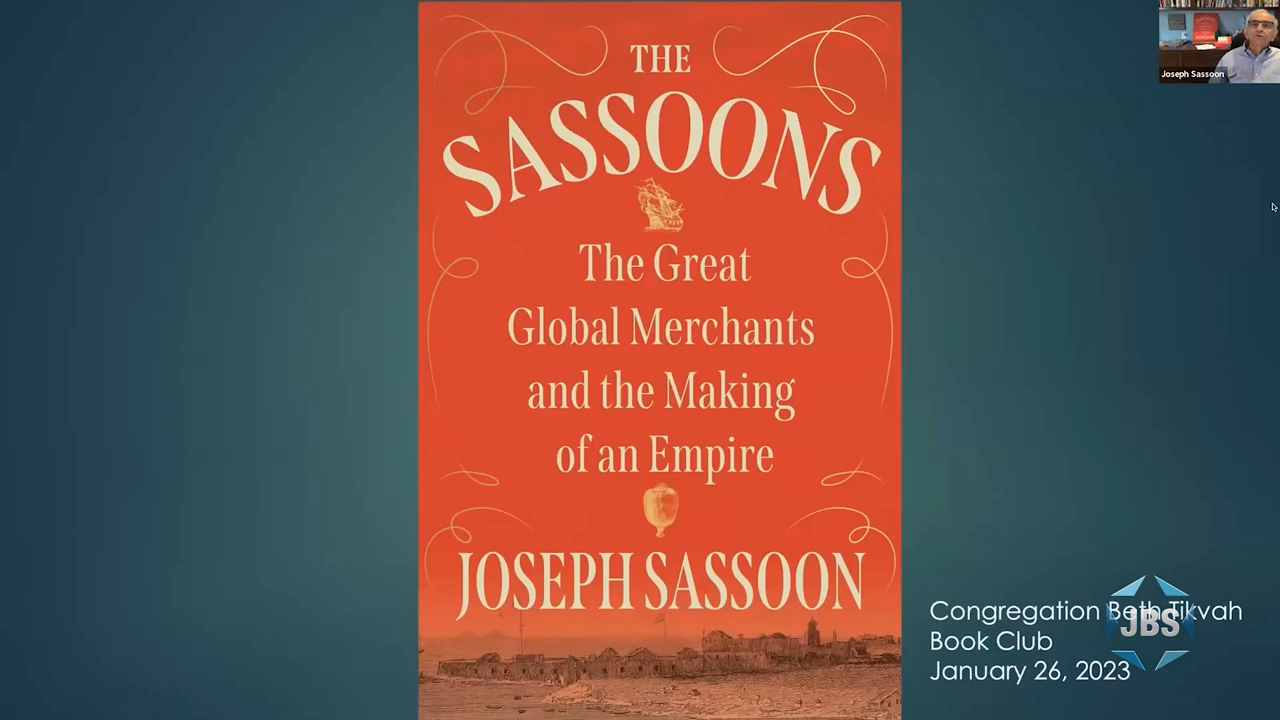 THE
SASSOONS
The Great
Global Merchants
and the Making
of an Empire
JOSEPH SASSOON
Joseph Sassoon
Congregation Beth Tikvah
Book Club
January 26, 2023
JBS